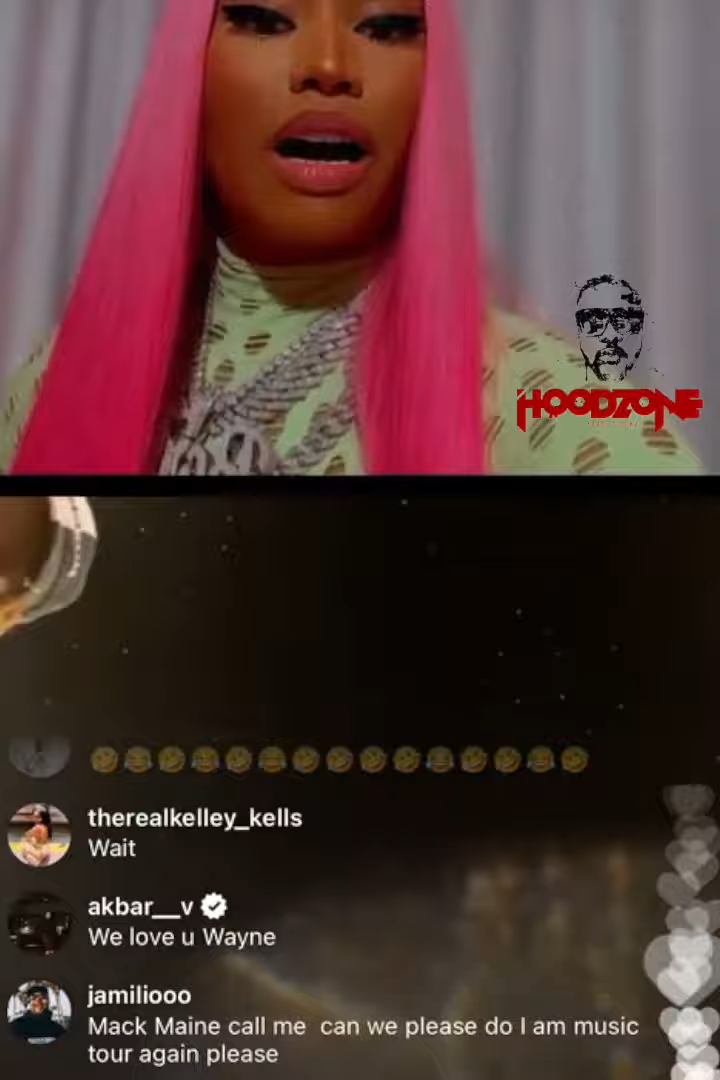 HOODZONE
🤣😂🤣😂🤣😂🤣🤣🤣🤣😂🤣🤣😂🤣
therealkelley_kells
Wait
akbar__v
We love u Wayne
jamiliooo
Mack Maine call me  can we please do I am music
tour again please